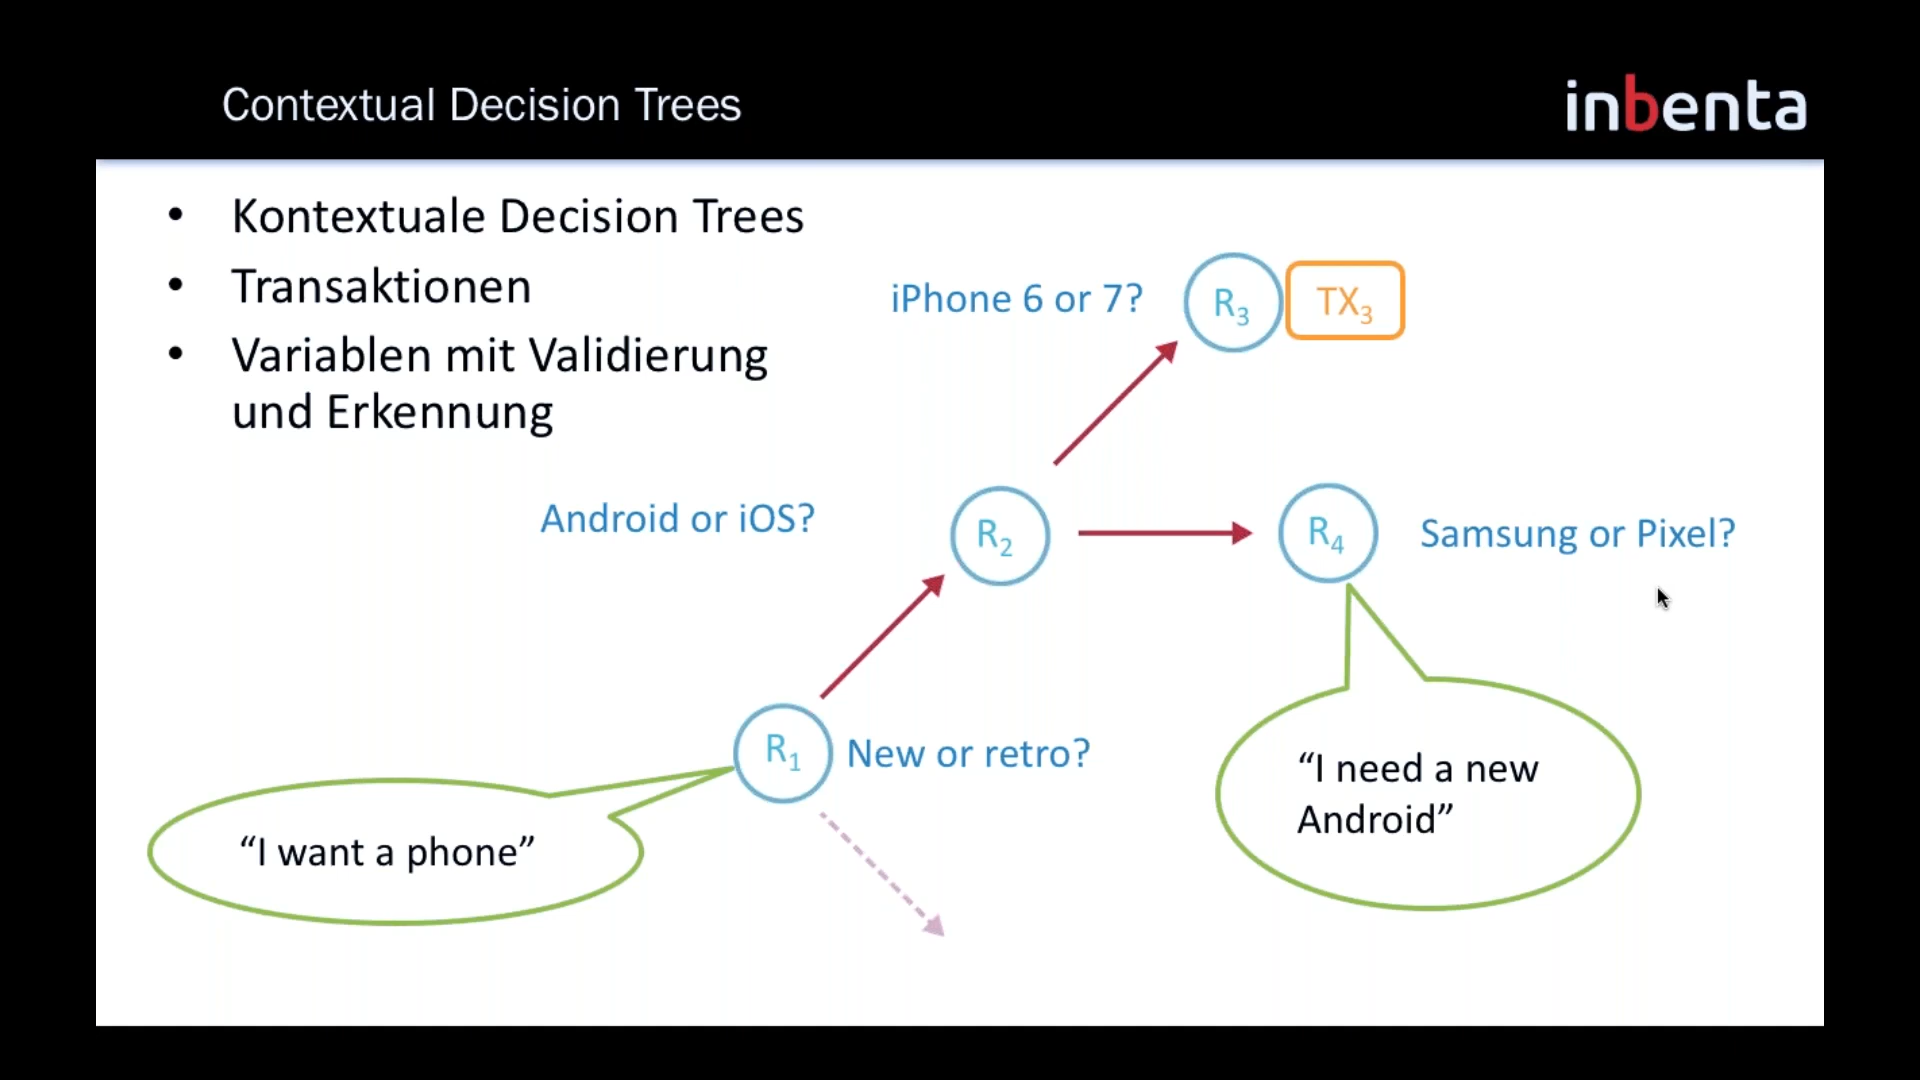 Contextual Decision Trees
inbenta
• Kontextuale Decision Trees
• Transaktionen
• Variablen mit Validierung
und Erkennung
iPhone 6 or 7?
R3
TX3
Android or iOS?
R2
R4
Samsung or Pixel?
R1
New or retro?
“I want a phone”
“I need a new
Android”